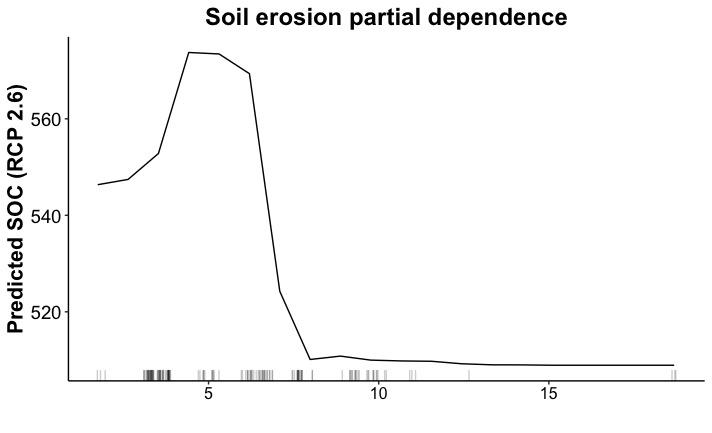 Soil erosion partial dependence
Predicted SOC (RCP 2.6)
560
540
520
5 10 15